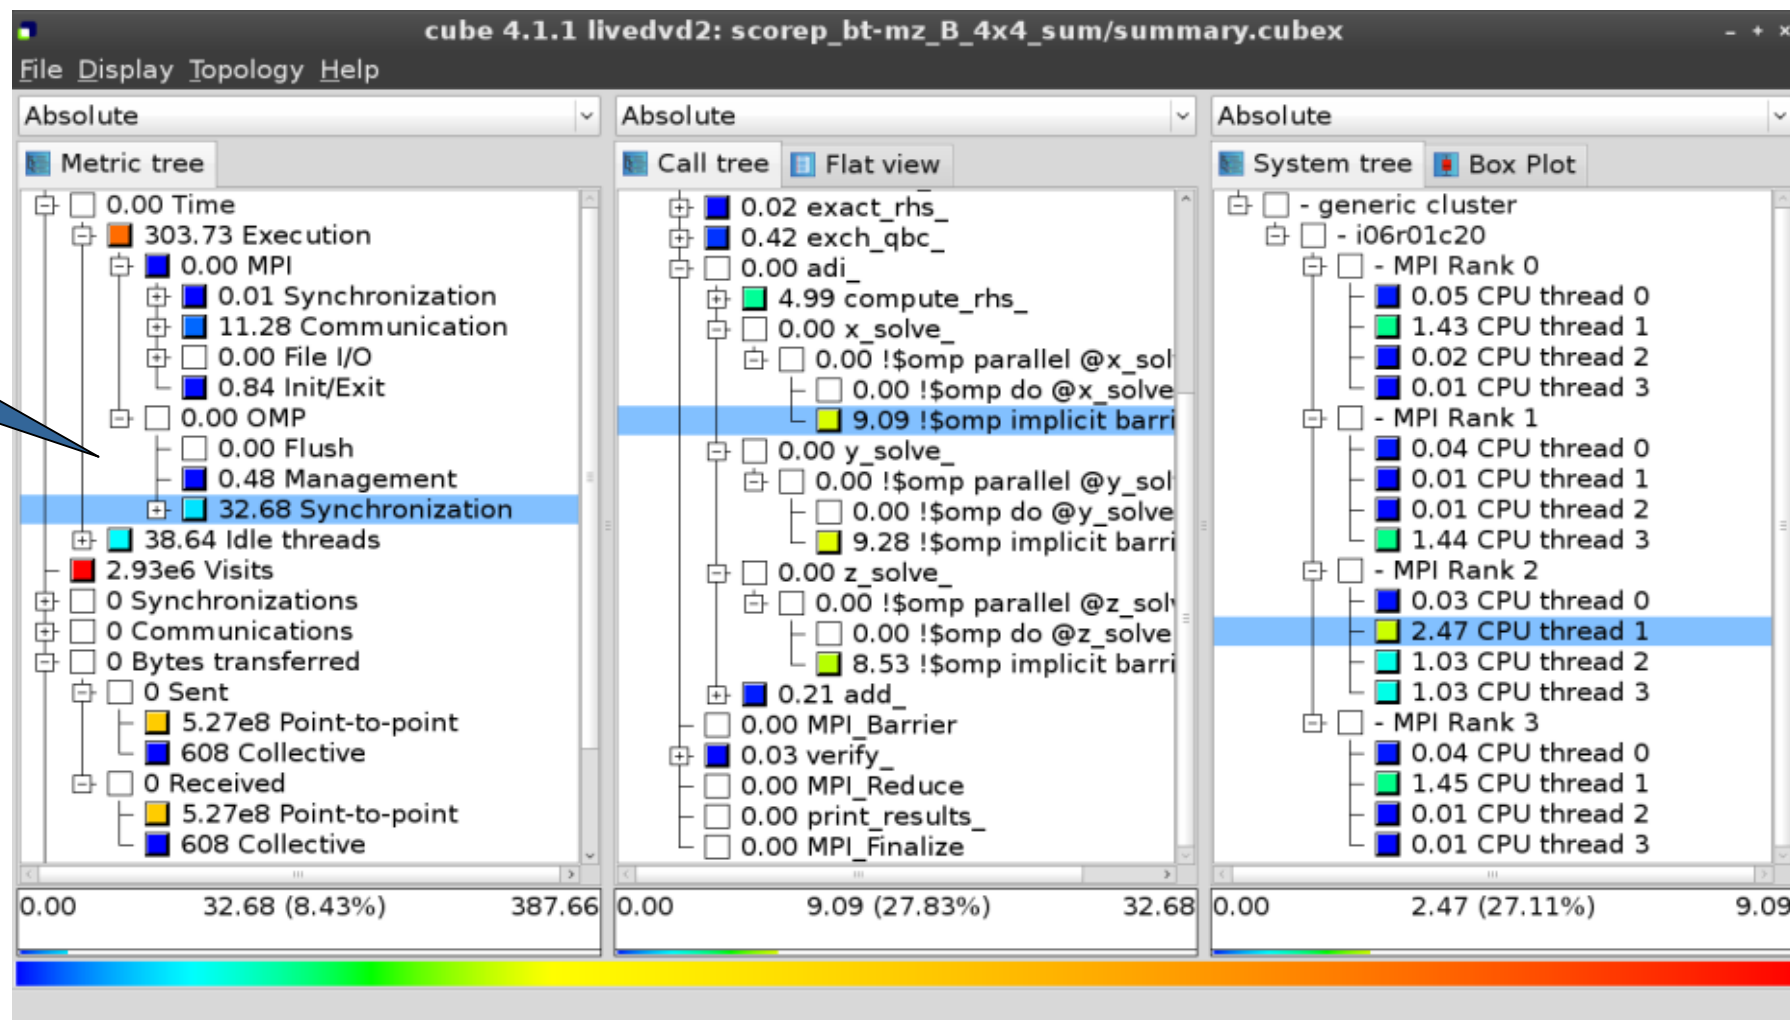 cube 4.1.1 livedvd2: scorep_bt-mz_B_4x4_sum/summary.cubex
File Display Topology Help
Absolute
Metric tree
0.00 Time
303.73 Execution
0.00 MPI
0.01 Synchronization
11.28 Communication
0.00 File I/O
0.84 Init/Exit
0.00 OMP
0.00 Flush
0.48 Management
32.68 Synchronization
38.64 Idle threads
2.93e6 Visits
0 Synchronizations
0 Communications
0 Bytes transferred
0 Sent
5.27e8 Point-to-point
608 Collective
0 Received
5.27e8 Point-to-point
608 Collective
0.00 32.68 (8.43%) 387.66
Absolute
Call tree Flat view
0.02 exact_rhs_
0.42 exch_qbc_
0.00 adi_
4.99 compute_rhs_
0.00 x_solve_
0.00 !$omp parallel @x_sol
0.00 !$omp do @x_solve
9.09 !$omp implicit barri
0.00 y_solve_
0.00 !$omp parallel @y_sol
0.00 !$omp do @y_solve
9.28 !$omp implicit barri
0.00 z_solve_
0.00 !$omp parallel @z_solv
0.00 !$omp do @z_solve
8.53 !$omp implicit barri
0.21 add_
0.00 MPI_Barrier
0.03 verify_
0.00 MPI_Reduce
0.00 print_results_
0.00 MPI_Finalize
0.00 9.09 (27.83%) 32.68
Absolute
System tree Box Plot
- generic cluster
- i06r01c20
- MPI Rank 0
0.05 CPU thread 0
1.43 CPU thread 1
0.02 CPU thread 2
0.01 CPU thread 3
- MPI Rank 1
0.04 CPU thread 0
0.01 CPU thread 1
0.01 CPU thread 2
1.44 CPU thread 3
- MPI Rank 2
0.03 CPU thread 0
2.47 CPU thread 1
1.03 CPU thread 2
1.03 CPU thread 3
- MPI Rank 3
0.04 CPU thread 0
1.45 CPU thread 1
0.01 CPU thread 2
0.01 CPU thread 3
0.00 2.47 (27.11%) 9.09